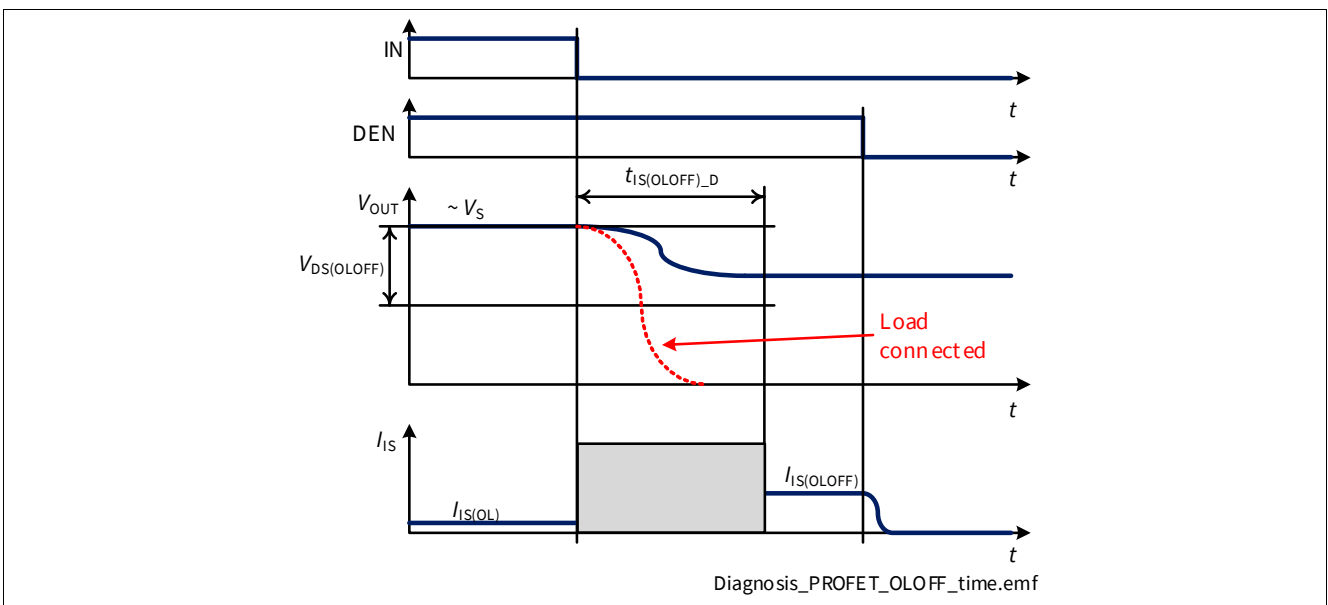 IN
t
DEN
t
tIS(OLOFF)_D
VOUT
~ VS
VDS(OLOFF)
Load
connected
t
IIS
IIS(OLOFF)
IIS(OL)
t
Diagnosis_PROFET_OLOFF_time.emf